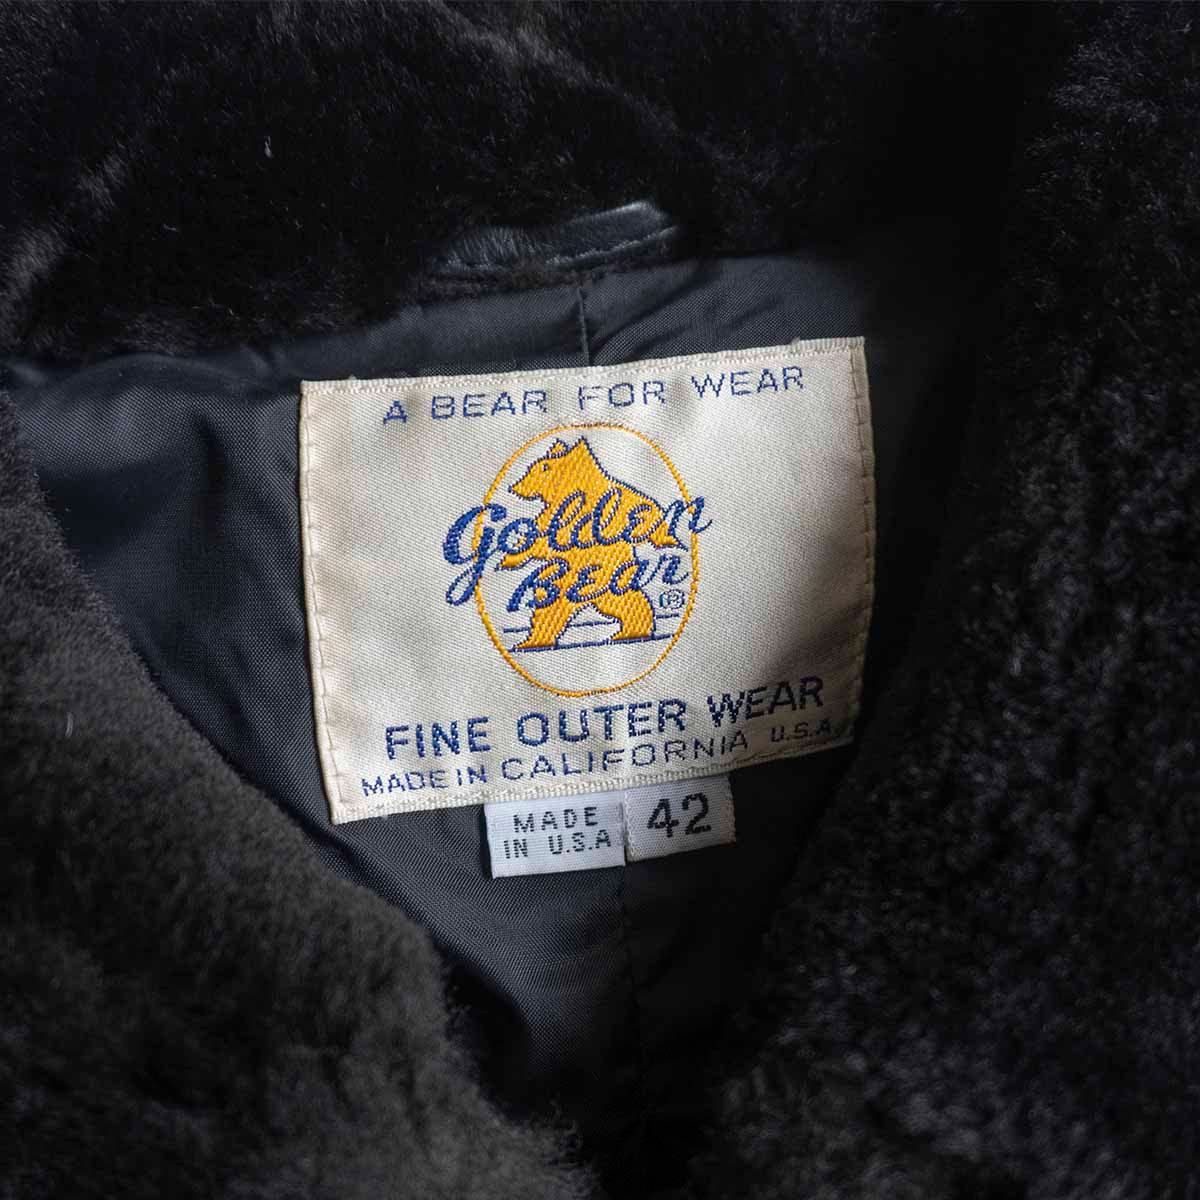 A BEAR FOR WEAR
Golden
Bear ®
FINE OUTER WEAR
MADE IN CALIFORNIA U.S.A.
MADE
IN U.S.A
42